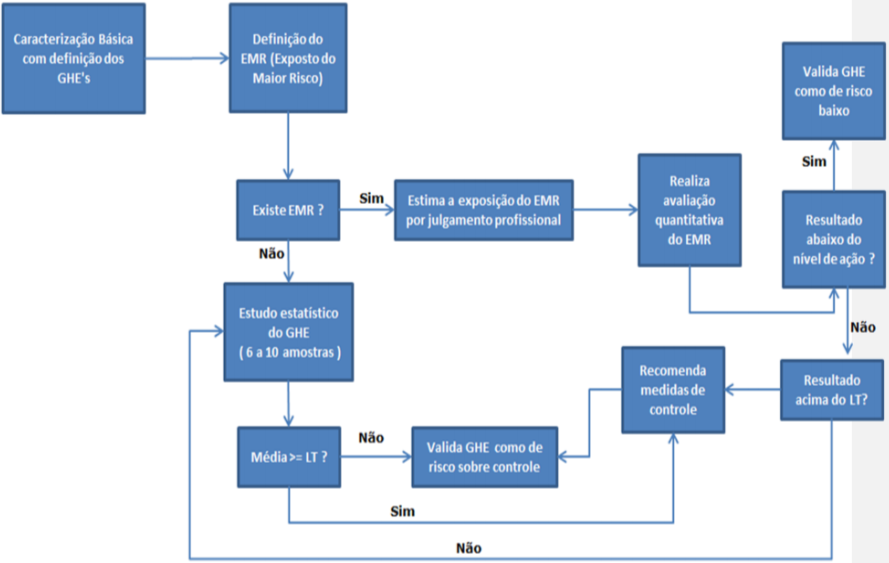 Caracterização Básica
com definição dos
GHE's
Definição do
EMR (Exposto do
Maior Risco)
Valida GHE
como de risco
baixo
Sim
Existe EMR ?
Sim
Estima a exposição do EMR
por julgamento profissional
Realiza
avaliação
quantitativa
do EMR
Resultado
abaixo do
nível de ação ?
Não
Não
Estudo estatístico
do GHE
( 6 a 10 amostras )
Recomenda
medidas de
controle
Resultado
acima do LT?
Média >= LT ?
Não
Valida GHE como de
risco sobre controle
Sim
Não